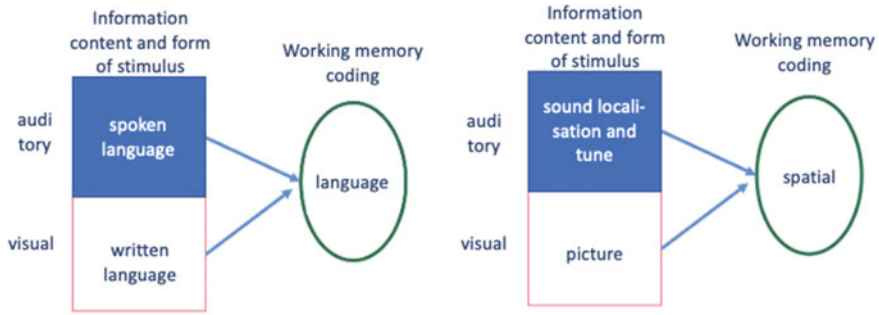 Information
content and form
of stimulus
Working memory
coding
audi
tory
spoken
language
language
visual
written
language
Information
content and form
of stimulus
Working memory
coding
audi
tory
sound locali-
sation and
tune
spatial
visual
picture